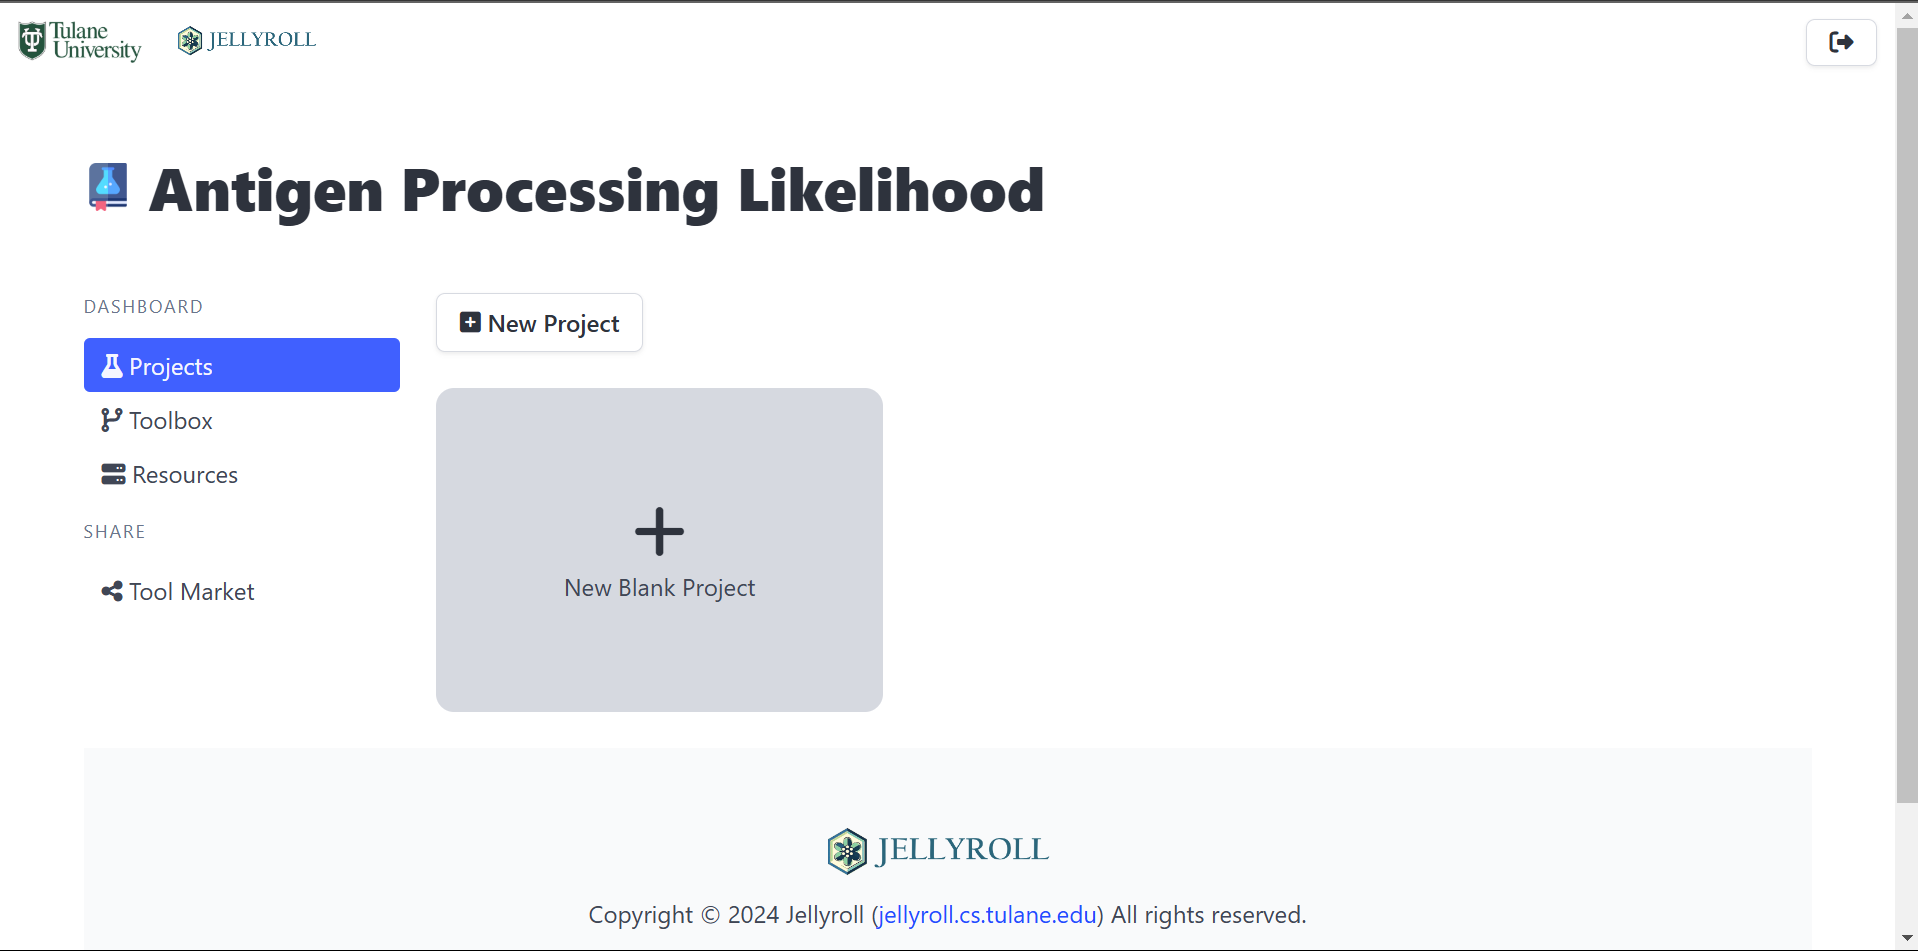 Tulane
University
JELLYROLL
Antigen Processing Likelihood
DASHBOARD
Projects
Toolbox
Resources
SHARE
Tool Market
New Project
New Blank Project
JELLYROLL
Copyright © 2024 Jellyroll (jellyroll.cs.tulane.edu) All rights reserved.